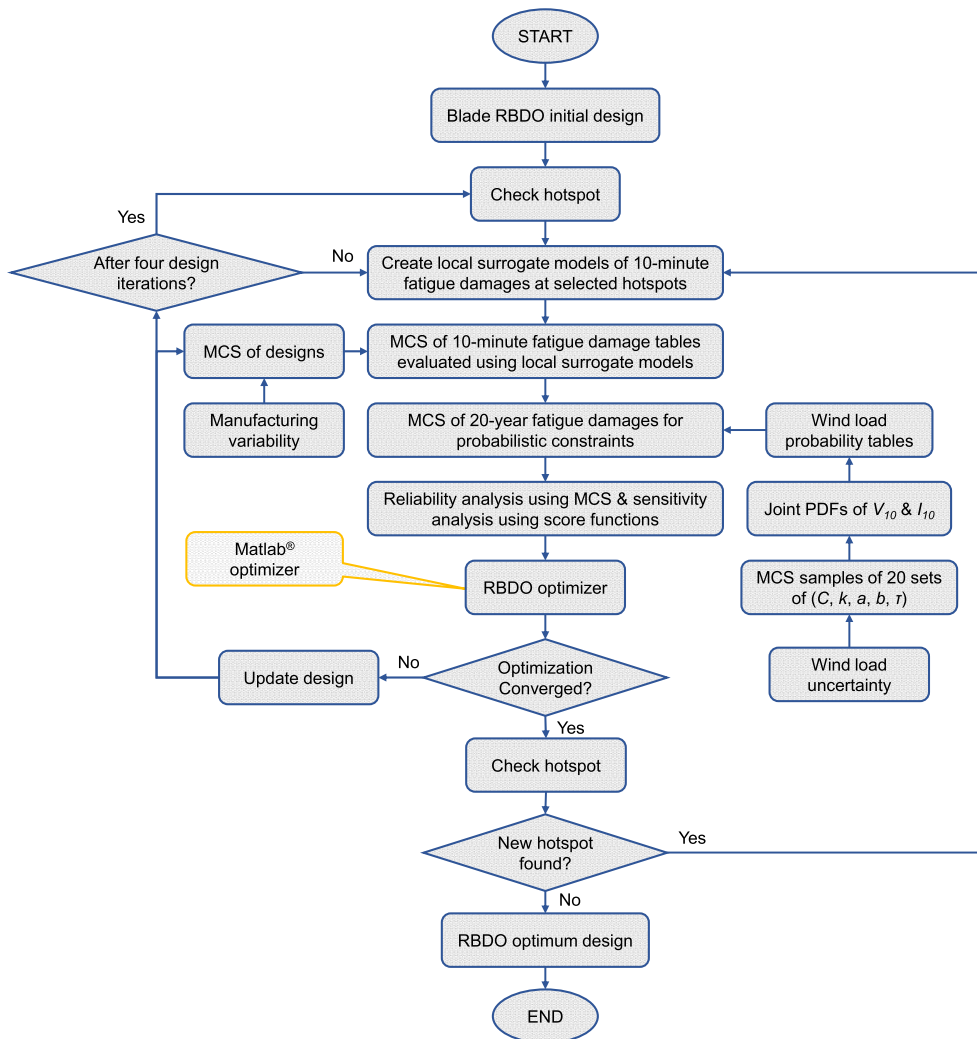 START
Blade RBDO initial design
Check hotspot
Yes
After four design
iterations?
No
Create local surrogate models of 10-minute
fatigue damages at selected hotspots
MCS of designs
MCS of 10-minute fatigue damage tables
evaluated using local surrogate models
Manufacturing
variability
MCS of 20-year fatigue damages for
probabilistic constraints
Wind load
probability tables
Reliability analysis using MCS & sensitivity
analysis using score functions
Joint PDFs of V10 & I10
Matlab®
optimizer
RBDO optimizer
MCS samples of 20 sets
of (C, k, a, b, τ)
Update design
No
Optimization
Converged?
Wind load
uncertainty
Yes
Check hotspot
New hotspot
found?
Yes
No
RBDO optimum design
END